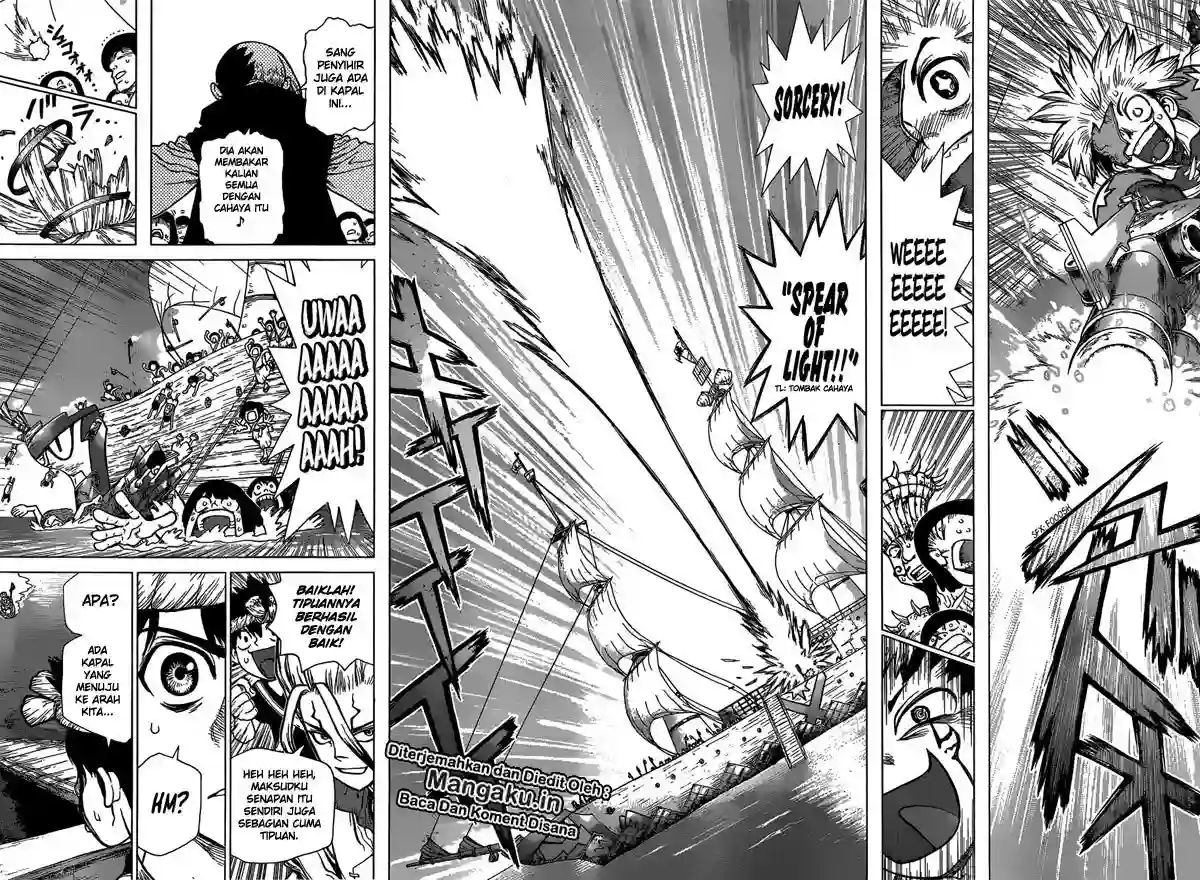 WEEEE
EEEEE
EEEEE!
SFX: FOOOSH
SORCERY!
"SPEAR
OF
LIGHT!!"
TL: TOMBAK CAHAYA
Diterjemahkan dan Diedit Oleh :
Mangaku.in
Baca Dan Koment Disana
SANG
PENYIHIR
JUGA ADA
DI KAPAL
INI...
DIA AKAN
MEMBAKAR
KALIAN
SEMUA
DENGAN
CAHAYA ITU
♪
UWAA
AAAAA
AAAAA
AAAH!
BAIKLAH!
TIPUANNYA
BERHASIL
DENGAN
BAIK!
HEH HEH HEH,
MAKSUDKU
SENAPAN ITU
SENDIRI JUGA
SEBAGIAN CUMA
TIPUAN.
HM?
APA?
ADA
KAPAL
YANG
MENUJU
KE ARAH
KITA...